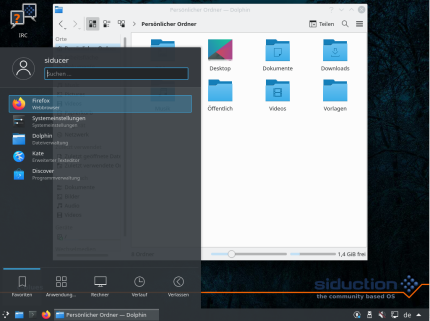 IRC
Persönlicher Ordner — Dolphin
Persönlicher Ordner
Teilen
Orte
siducer
Suchen...
Firefox
Webbrowser
Systemeinstellungen
Systemeinstellungen
Dolphin
Dateiverwaltung
Kate
Erweiterter Texteditor
Discover
Programmverwaltung
Desktop
Dokumente
Downloads
Öffentlich
Videos
Vorlagen
1,4 GiB frei
Favoriten
Anwendung...
Rechner
Verlauf
Verlassen
siduction
the community based OS
Persönlicher Ordner — Dolphin
de